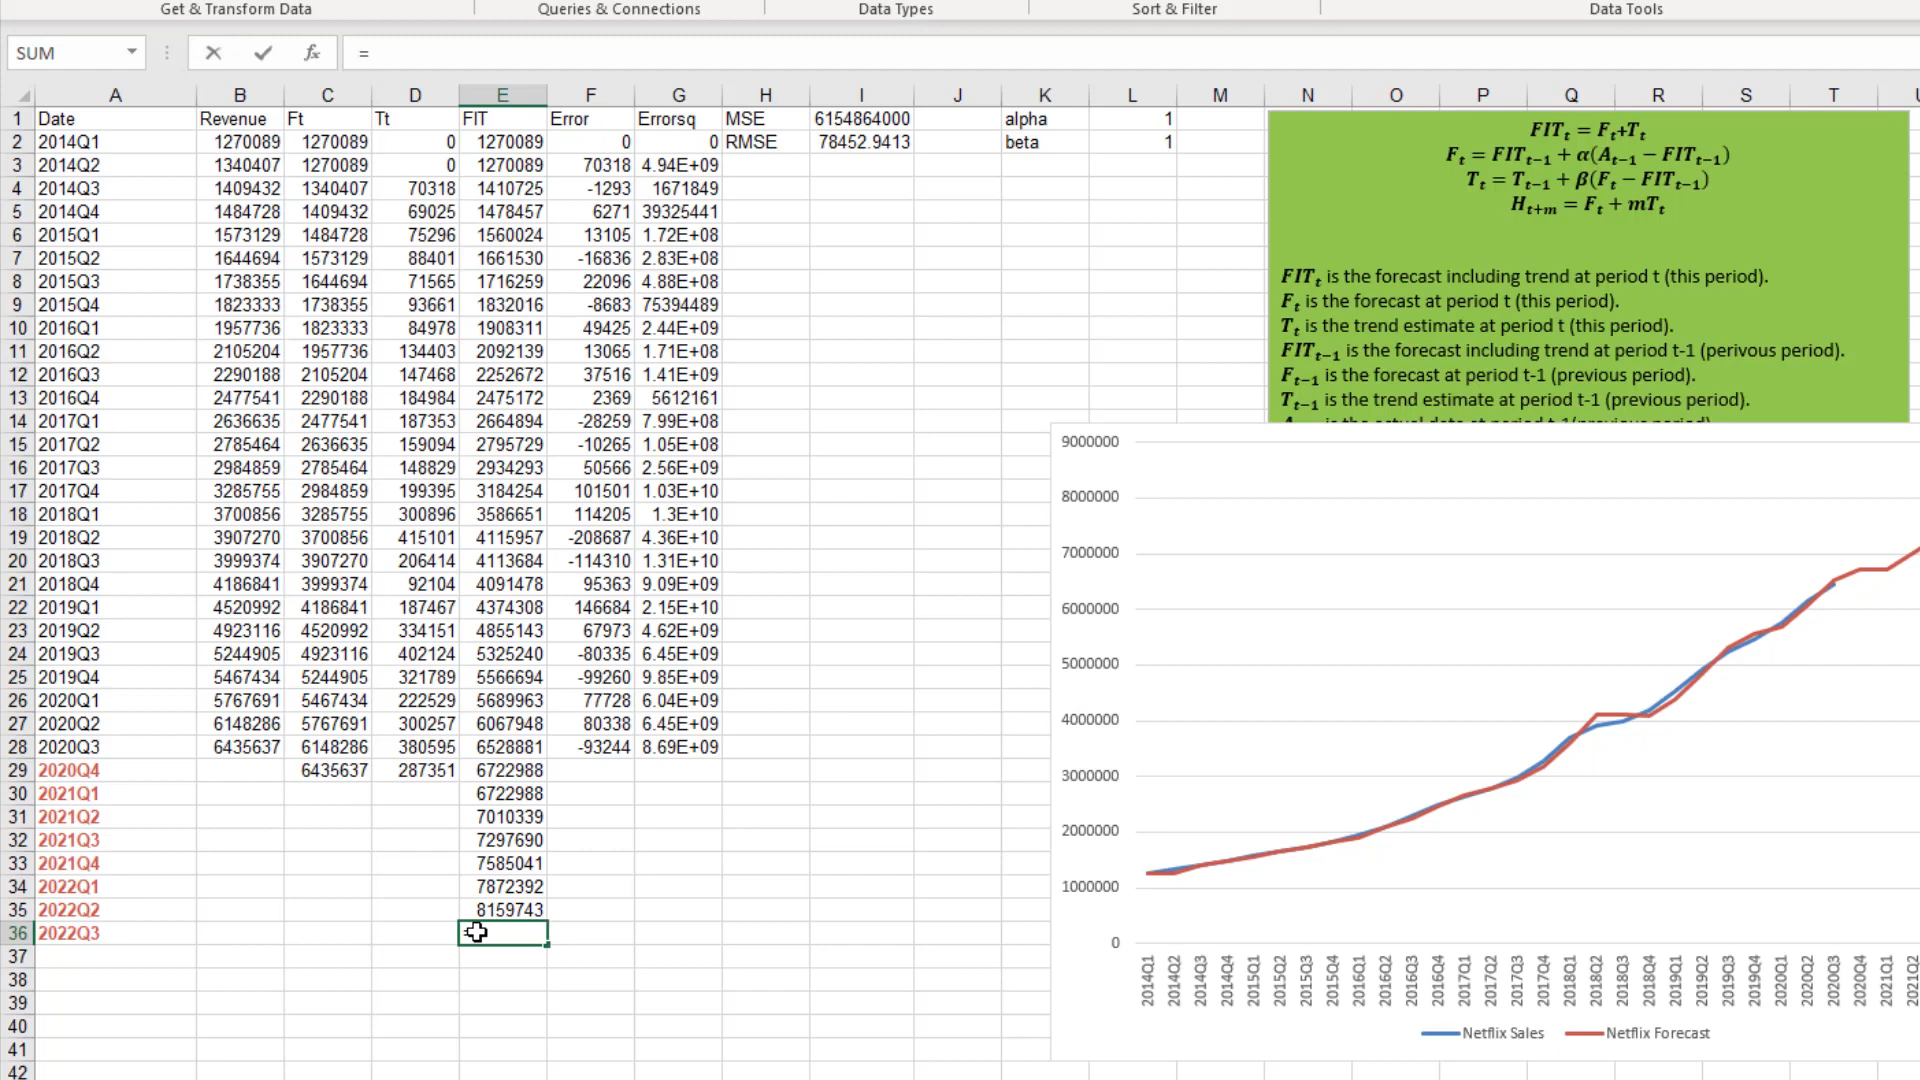 Get & Transform Data Queries & Connections Data Types Sort & Filter Data Tools
SUM fx =
A B C D E F G H I J K L M N O P Q R S T U
1 Date Revenue Ft Tt FIT Error Errorsq MSE 6154864000 alpha 1
2 2014Q1 1270089 1270089 0 1270089 0 0 RMSE 78452.9413 beta 1
3 2014Q2 1340407 1270089 0 1270089 70318 4.94E+09
4 2014Q3 1409432 1340407 70318 1410725 -1293 1671849
5 2014Q4 1484728 1409432 69025 1478457 6271 39325441
6 2015Q1 1573129 1484728 75296 1560024 13105 1.72E+08
7 2015Q2 1644694 1573129 88401 1661530 -16836 2.83E+08
8 2015Q3 1738355 1644694 71565 1716259 22096 4.88E+08
9 2015Q4 1823333 1738355 93661 1832016 -8683 75394489
10 2016Q1 1957736 1823333 84978 1908311 49425 2.44E+09
11 2016Q2 2105204 1957736 134403 2092139 13065 1.71E+08
12 2016Q3 2290188 2105204 147468 2252672 37516 1.41E+09
13 2016Q4 2477541 2290188 184984 2475172 2369 5612161
14 2017Q1 2636635 2477541 187353 2664894 -28259 7.99E+08
15 2017Q2 2785464 2636635 159094 2795729 -10265 1.05E+08
16 2017Q3 2984859 2785464 148829 2934293 50566 2.56E+09
17 2017Q4 3285755 2984859 199395 3184254 101501 1.03E+10
18 2018Q1 3700856 3285755 300896 3586651 114205 1.3E+10
19 2018Q2 3907270 3700856 415101 4115957 -208687 4.36E+10
20 2018Q3 3999374 3907270 206414 4113684 -114310 1.31E+10
21 2018Q4 4186841 3999374 92104 4091478 95363 9.09E+09
22 2019Q1 4520992 4186841 187467 4374308 146684 2.15E+10
23 2019Q2 4923116 4520992 334151 4855143 67973 4.62E+09
24 2019Q3 5244905 4923116 402124 5325240 -80335 6.45E+09
25 2019Q4 5467434 5244905 321789 5566694 -99260 9.85E+09
26 2020Q1 5767691 5467434 222529 5689963 77728 6.04E+09
27 2020Q2 6148286 5767691 300257 6067948 80338 6.45E+09
28 2020Q3 6435637 6148286 380595 6528881 -93244 8.69E+09
29 2020Q4 6435637 287351 6722988
30 2021Q1 6722988
31 2021Q2 7010339
32 2021Q3 7297690
33 2021Q4 7585041
34 2022Q1 7872392
35 2022Q2 8159743
36 2022Q3
37
38
39
40
41
42
FITₜ = Fₜ+Tₜ
Fₜ = FITₜ₋₁ + α(Aₜ₋₁ − FITₜ₋₁)
Tₜ = Tₜ₋₁ + β(Fₜ − FITₜ₋₁)
Hₜ₊ₘ = Fₜ + mTₜ
FITₜ is the forecast including trend at period t (this period).
Fₜ is the forecast at period t (this period).
Tₜ is the trend estimate at period t (this period).
FITₜ₋₁ is the forecast including trend at period t-1 (perivous period).
Fₜ₋₁ is the forecast at period t-1 (previous period).
Tₜ₋₁ is the trend estimate at period t-1 (previous period).
9000000
8000000
7000000
6000000
5000000
4000000
3000000
2000000
1000000
0
2014Q1 2014Q2 2014Q3 2014Q4 2015Q1 2015Q2 2015Q3 2015Q4 2016Q1 2016Q2 2016Q3 2016Q4 2017Q1 2017Q2 2017Q3 2017Q4 2018Q1 2018Q2 2018Q3 2018Q4 2019Q1 2019Q2 2019Q3 2019Q4 2020Q1 2020Q2 2020Q3 2020Q4 2021Q1 2021Q2
Netflix Sales Netflix Forecast